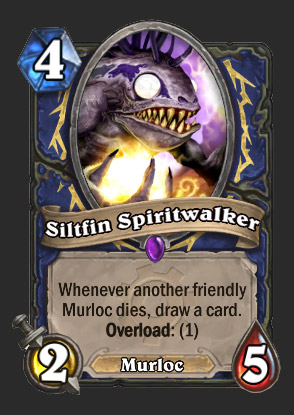 4
Siltfin Spiritwalker
Whenever another friendly
Murloc dies, draw a card.
Overload: (1)
2
Murloc
5